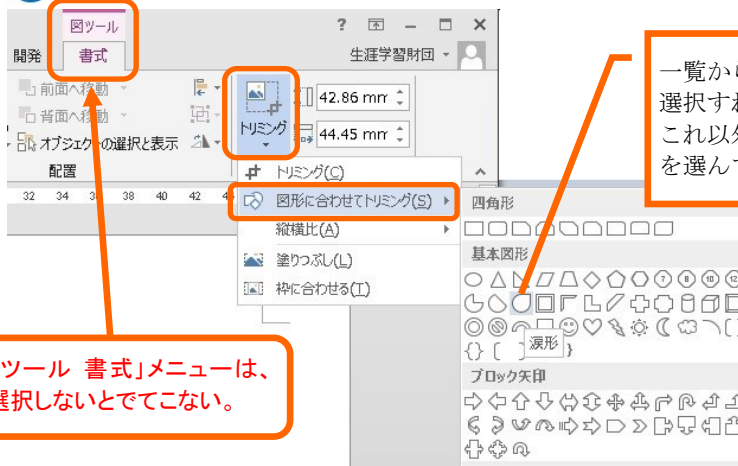 図ツール
? 
開発 書式 生涯学習財団
前面へ移動
背面へ移動
オブジェクトの選択と表示
配置
トリミング
42.86 mm
44.45 mm
32 34 36 38 40 42 4
トリミング(C)
図形に合わせてトリミング(S)
縦横比(A)
塗りつぶし(L)
枠に合わせる(T)
一覧から
選択すれ
これ以外
を選んで
四角形
基本図形
涙形
ブロック矢印
ツール 書式」メニューは、
選択しないとでてこない。